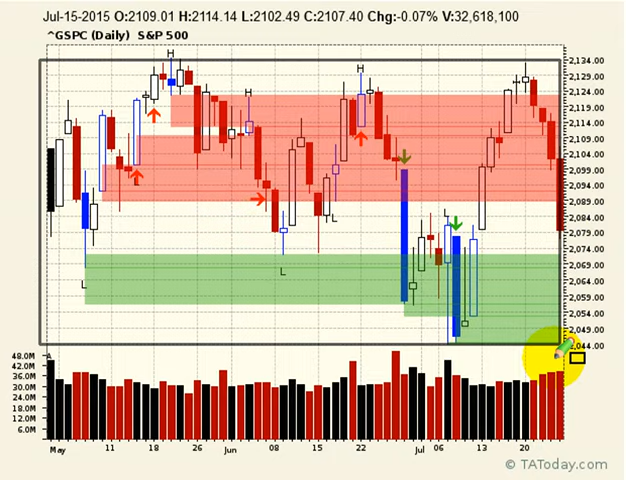 Jul-15-2015 O:2109.01 H:2114.14 L:2102.49 C:2107.40 Chg:-0.07% V:32,618,100
^GSPC (Daily) S&P 500
H
H
H
L
L
L
L
L
2,134.00
2,129.00
2,124.00
2,119.00
2,114.00
2,109.00
2,104.00
2,099.00
2,094.00
2,089.00
2,084.00
2,079.00
2,074.00
2,069.00
2,064.00
2,059.00
2,054.00
2,049.00
2,044.00
A
48.0M
42.0M
36.0M
30.0M
24.0M
18.0M
12.0M
6.0M
May 11 18 Jun 08 15 22 Jul 06 13 20
© TAToday.com